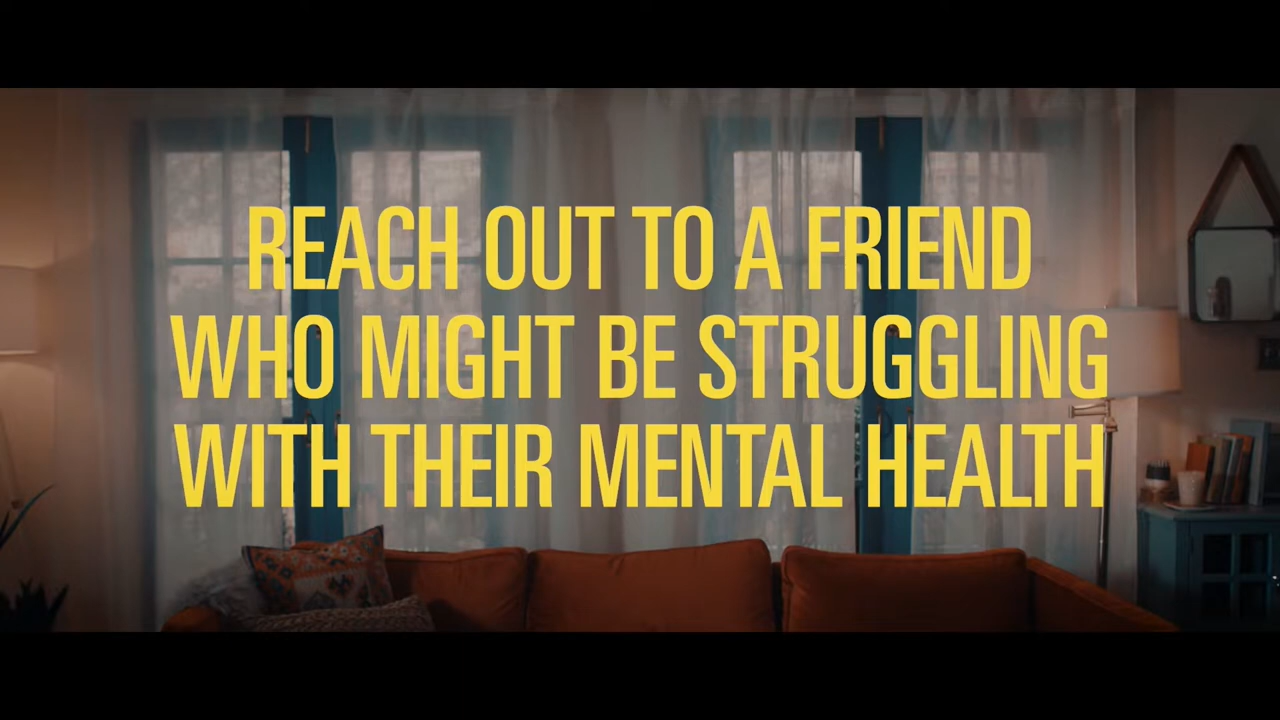 REACH OUT TO A FRIEND
WHO MIGHT BE STRUGGLING
WITH THEIR MENTAL HEALTH